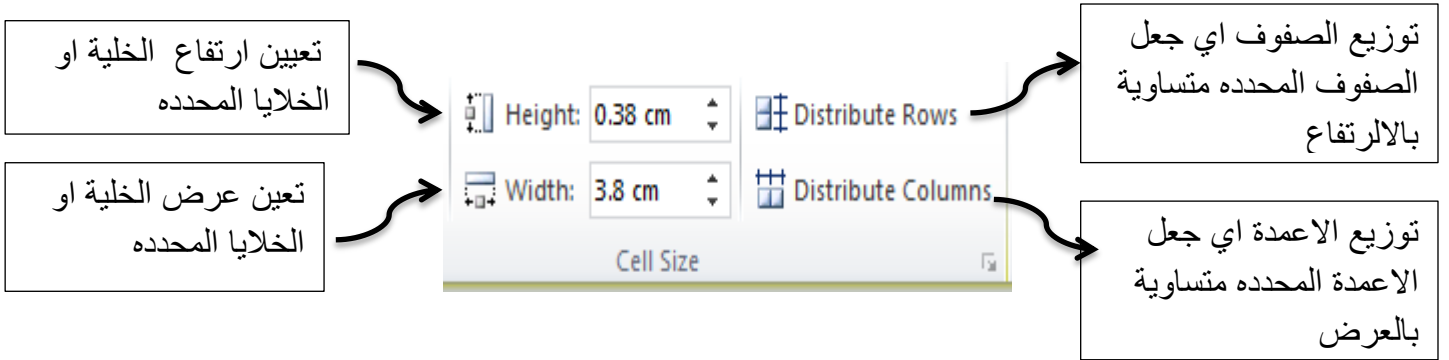 تعيين ارتفاع الخلية او
الخلايا المحدده
تعين عرض الخلية او
الخلايا المحدده
Height: 0.38 cm
Width: 3.8 cm
Distribute Rows
Distribute Columns
Cell Size
توزيع الصفوف اي جعل
الصفوف المحدده متساوية
بالالرتفاع
توزيع الاعمدة اي جعل
الاعمدة المحدده متساوية
بالعرض